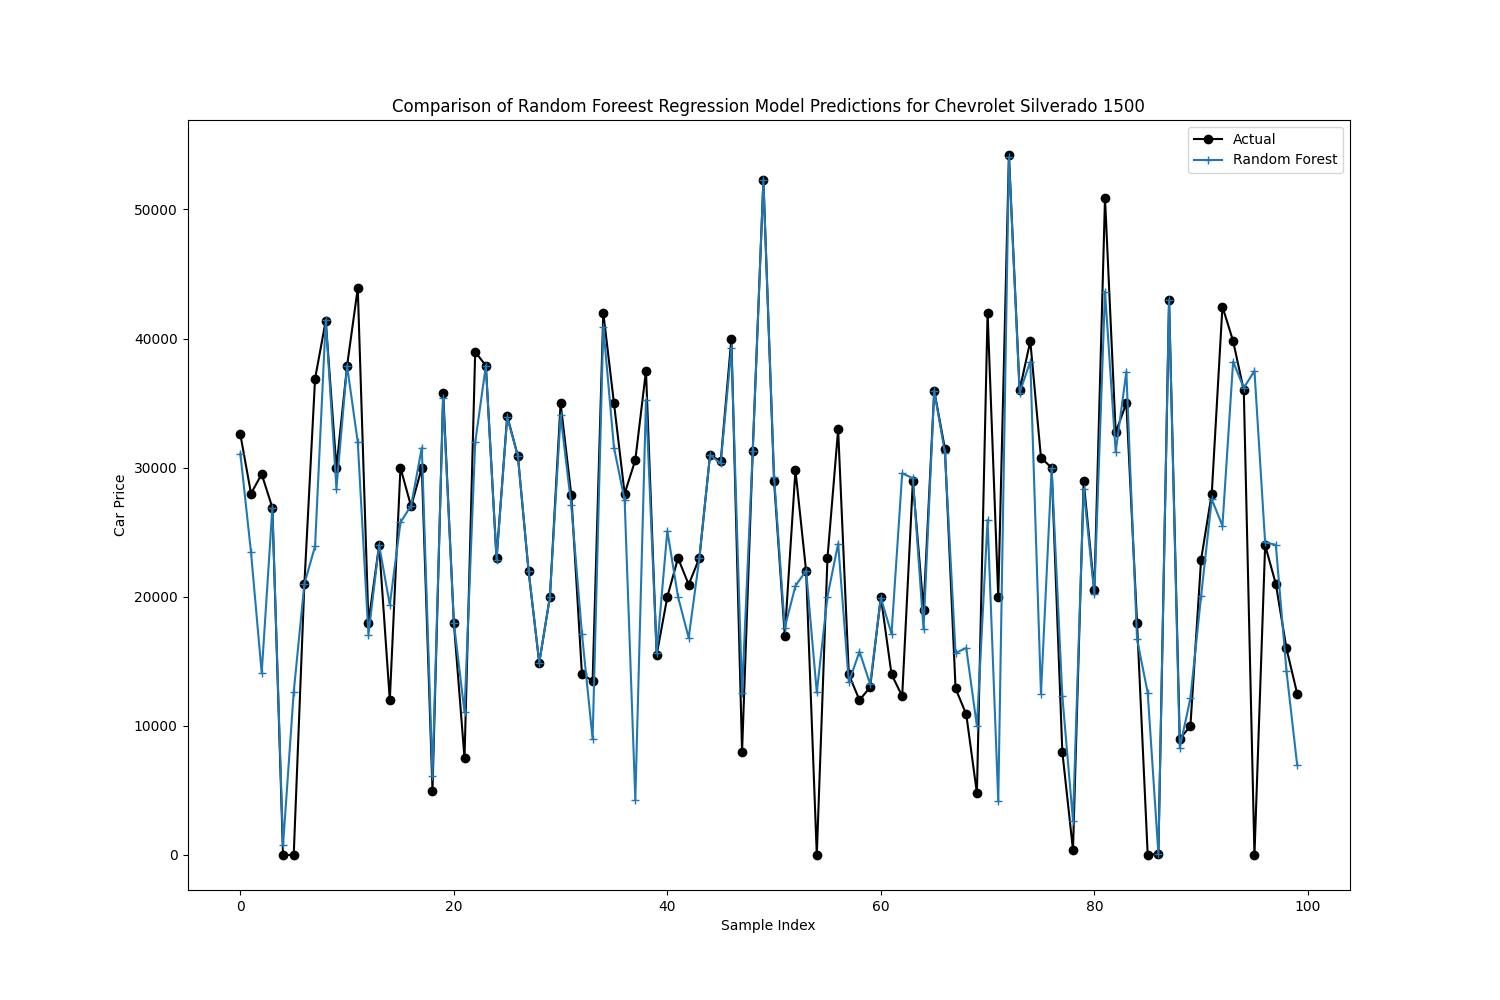 Comparison of Random Foreest Regression Model Predictions for Chevrolet Silverado 1500
Actual
Random Forest
50000
40000
30000
20000
10000
0
Car Price
0 20 40 60 80 100
Sample Index